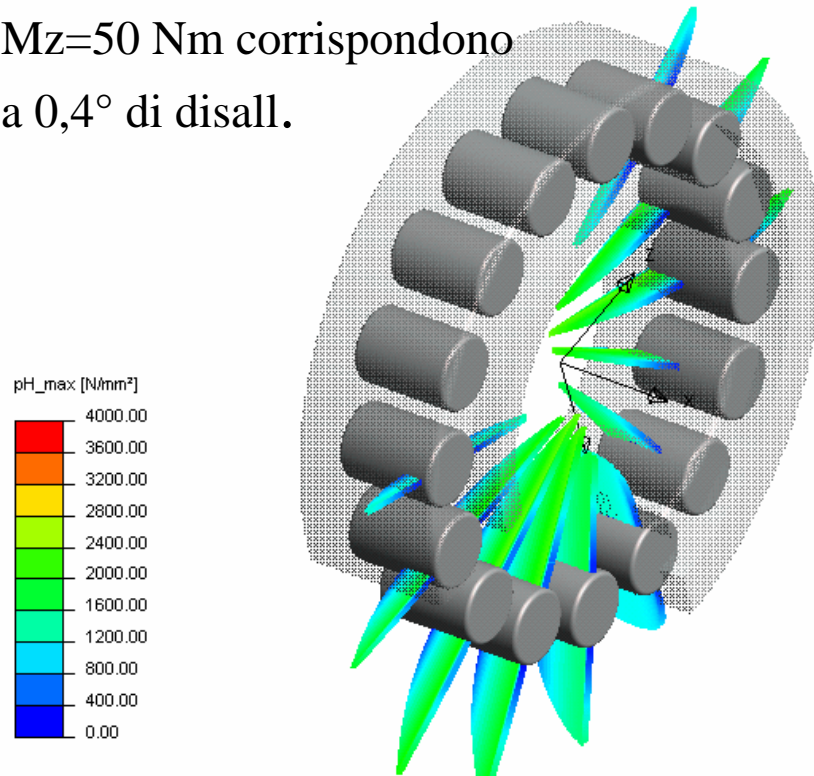 Mz=50 Nm corrispondono
a 0,4° di disall.
Z
X
pH_max [N/mm²]
4000.00
3600.00
3200.00
2800.00
2400.00
2000.00
1600.00
1200.00
800.00
400.00
0.00